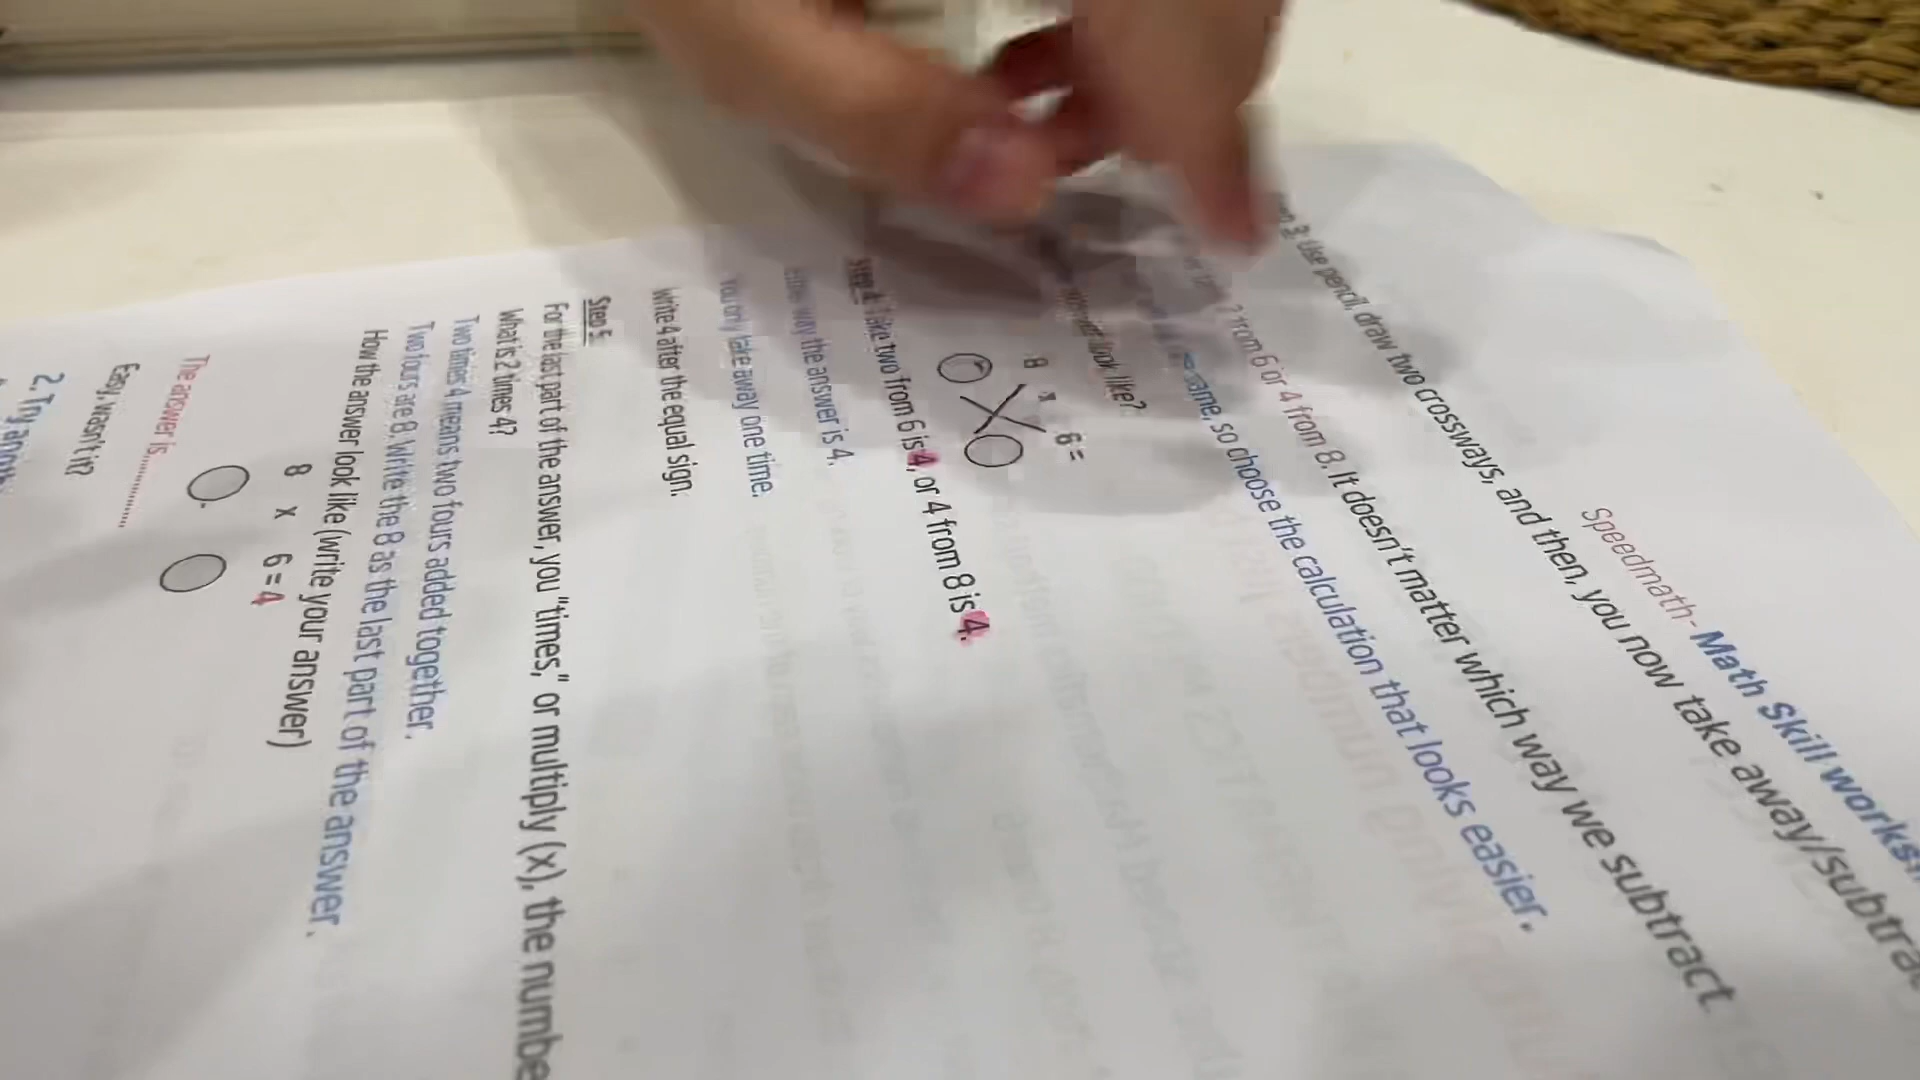 Speedmath- Math Skill works
3: Use pencil, draw two crossways, and then, you now take away/subtra
2 from 6 or 4 from 8. It doesn't matter which way we subtract
same, so choose the calculation that looks easier.
look like?
8 x 6 =
Step 4: Take two from 6 is 4, or 4 from 8 is 4.
way the answer is 4.
You only take away one time.
Write 4 after the equal sign.
Step 5:
For the last part of the answer, you "times," or multiply (x), the numbe
What is 2 times 4?
Two times 4 means two fours added together.
Two fours are 8. Write the 8 as the last part of the answer.
How the answer look like (write your answer)
8 x 6 = 4
The answer is..............
Easy, wasn't it?
2. Try